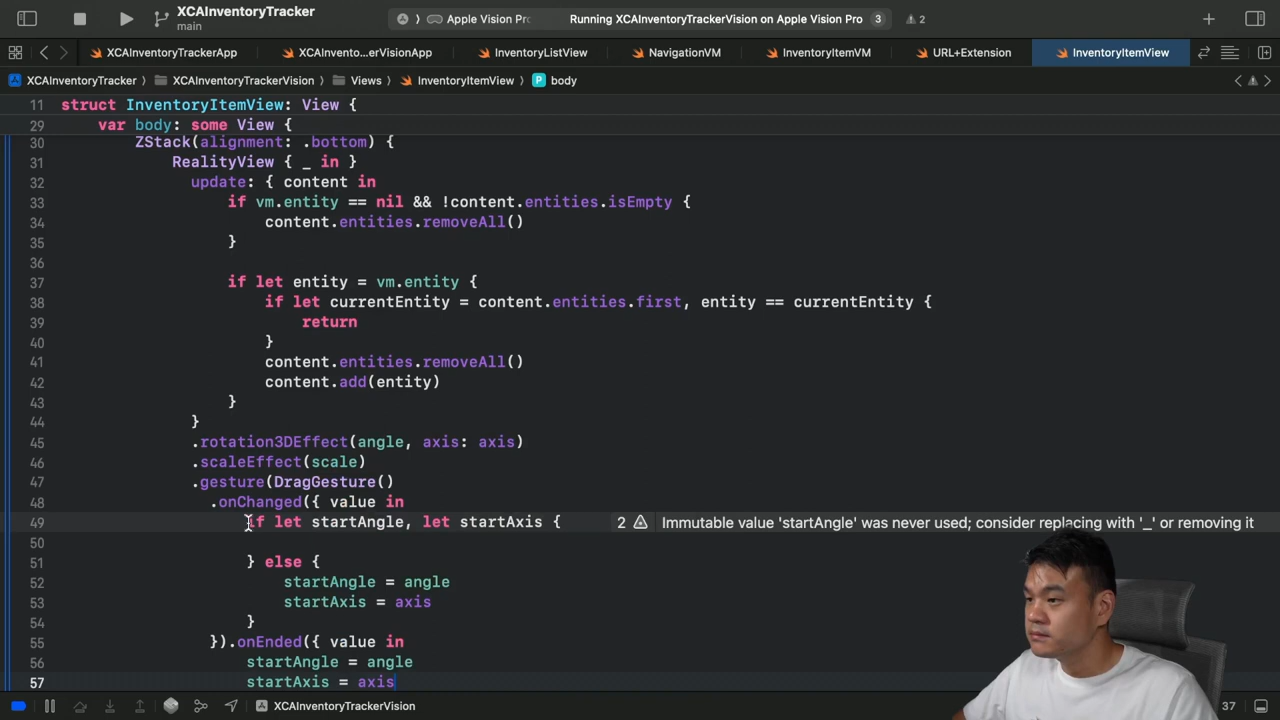 XCAInventoryTracker
main
Apple Vision Pro
Running XCAInventoryTrackerVision on Apple Vision Pro
3
2
XCAInventoryTrackerApp
XCAInvento...erVisionApp
InventoryListView
NavigationVM
InventoryItemVM
URL+Extension
InventoryItemView
XCAInventoryTracker
XCAInventoryTrackerVision
Views
InventoryItemView
P body
11 struct InventoryItemView: View {
29 var body: some View {
30 ZStack(alignment: .bottom) {
31 RealityView { _ in }
32 update: { content in
33 if vm.entity == nil && !content.entities.isEmpty {
34 content.entities.removeAll()
35 }
36
37 if let entity = vm.entity {
38 if let currentEntity = content.entities.first, entity == currentEntity {
39 return
40 }
41 content.entities.removeAll()
42 content.add(entity)
43 }
44 }
45 .rotation3DEffect(angle, axis: axis)
46 .scaleEffect(scale)
47 .gesture(DragGesture()
48 .onChanged({ value in
49 if let startAngle, let startAxis { 2 Immutable value 'startAngle' was never used; consider replacing with '_' or removing it
50
51 } else {
52 startAngle = angle
53 startAxis = axis
54 }
55 }).onEnded({ value in
56 startAngle = angle
57 startAxis = axis
XCAInventoryTrackerVision
37